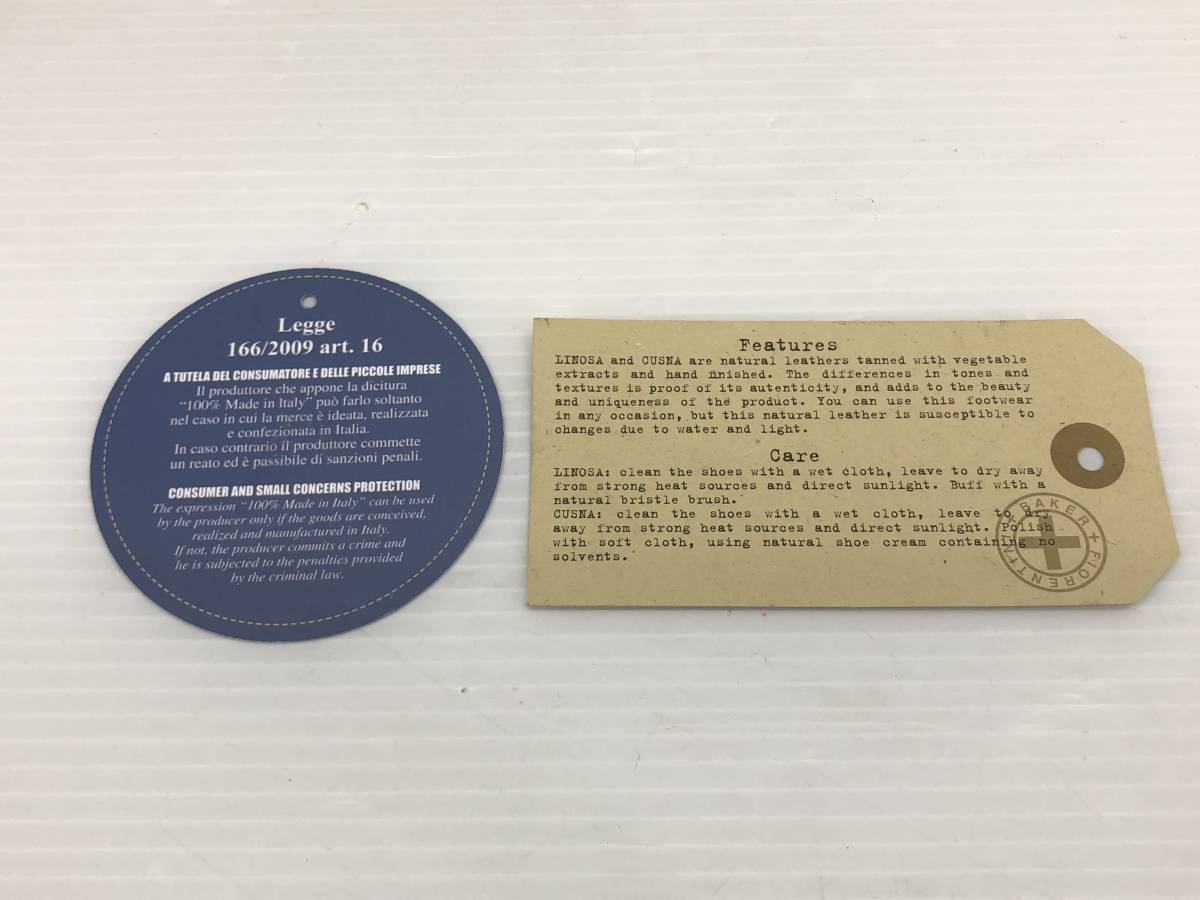 Legge
166/2009 art. 16
A TUTELA DEL CONSUMATORE E DELLE PICCOLE IMPRESE
Il produttore che appone la dicitura
“100% Made in Italy” può farlo soltanto
nel caso in cui la merce è ideata, realizzata
e confezionata in Italia.
In caso contrario il produttore commette
un reato ed è passibile di sanzioni penali.
CONSUMER AND SMALL CONCERNS PROTECTION
The expression “100% Made in Italy” can be used
by the producer only if the goods are conceived,
realized and manufactured in Italy.
If not, the producer commits a crime and
he is subjected to the penalties provided
by the criminal law.
Features
LINOSA and CUSNA are natural leathers tanned with vegetable
extracts and hand finished. The differences in tones and
textures is proof of its autenticity, and adds to the beauty
and uniqueness of the product. You can use this footwear
in any occasion, but this natural leather is susceptible to
changes due to water and light.
Care
LINOSA: clean the shoes with a wet cloth, leave to dry away
from strong heat sources and direct sunlight. Buff with a
natural bristle brush.
CUSNA: clean the shoes with a wet cloth, leave to dry
away from strong heat sources and direct sunlight. Polish
with soft cloth, using natural shoe cream containing no
solvents.
FIORENTINI + BAKER +